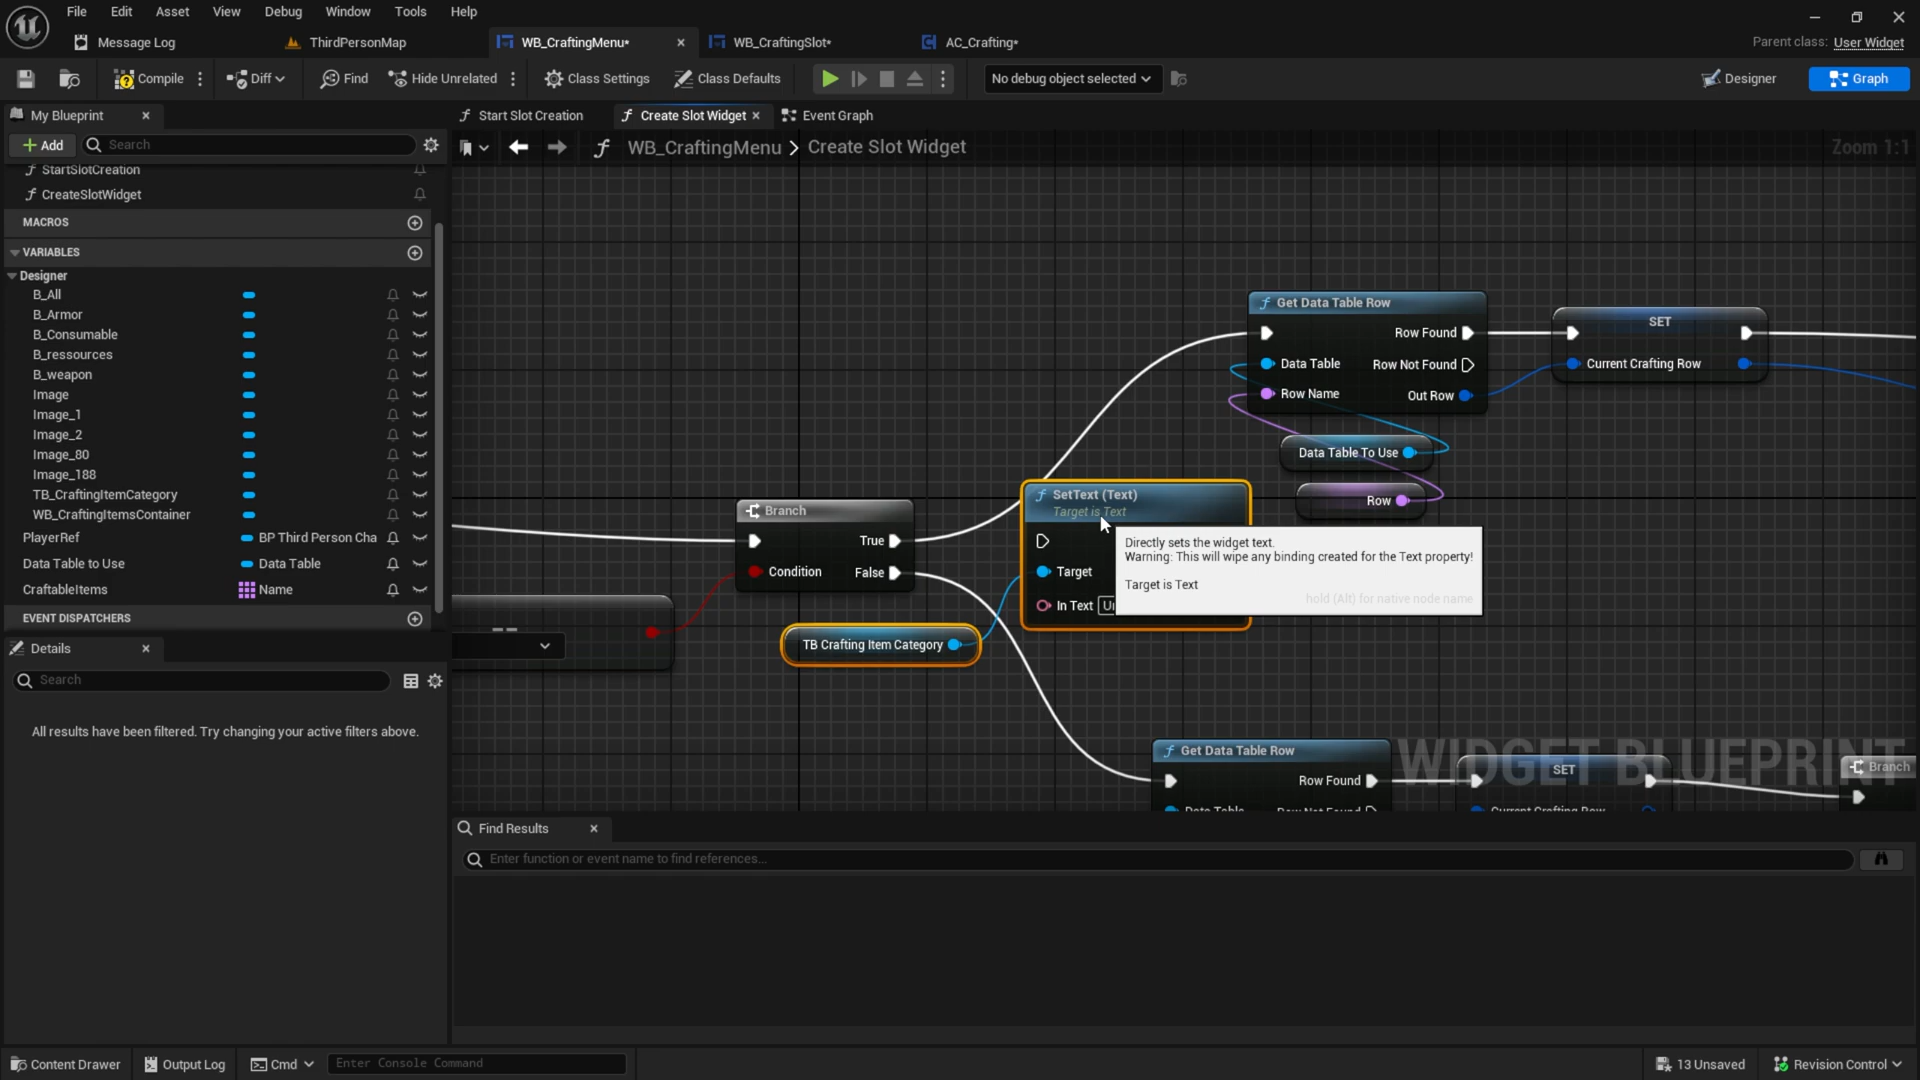 File Edit Asset View Debug Window Tools Help
Message Log ThirdPersonMap WB_CraftingMenu* WB_CraftingSlot* AC_Crafting* Parent class: User Widget
Compile Diff Find Hide Unrelated Class Settings Class Defaults No debug object selected Designer Graph
My Blueprint Start Slot Creation Create Slot Widget Event Graph
Add Search WB_CraftingMenu > Create Slot Widget Zoom 1:1
StartSlotCreation
CreateSlotWidget
MACROS
VARIABLES
Designer
B_All
B_Armor
B_Consumable
B_ressources
B_weapon
Image
Image_1
Image_2
Image_80
Image_188
TB_CraftingItemCategory
WB_CraftingItemsContainer
PlayerRef BP Third Person Cha
Data Table to Use Data Table
CraftableItems Name
EVENT DISPATCHERS
Details
Search
All results have been filtered. Try changing your active filters above.
Get Data Table Row
Row Found
Data Table Row Not Found
Row Name Out Row
SET
Current Crafting Row
Data Table To Use
Row
Branch
True
Condition False
SetText (Text)
Target is Text
Target
In Text
Directly sets the widget text.
Warning: This will wipe any binding created for the Text property!
Target is Text
hold (Alt) for native node name
==
TB Crafting Item Category
Get Data Table Row
Row Found
Data Table Row Not Found
SET
Current Crafting Row
Branch
WIDGET BLUEPRINT
Find Results
Enter function or event name to find references...
Content Drawer Output Log Cmd Enter Console Command 13 Unsaved Revision Control